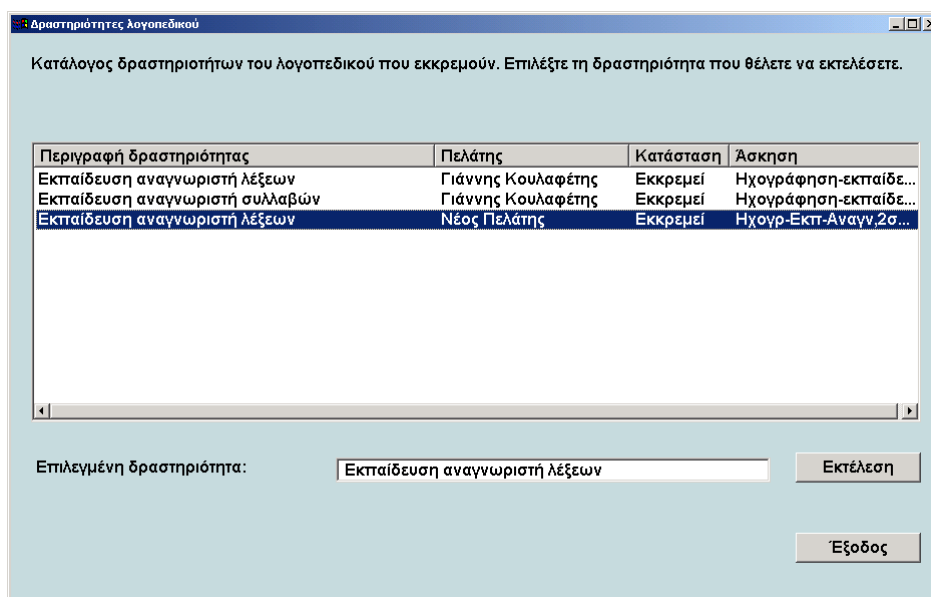 Δραστηριότητες λογοπεδικού
Κατάλογος δραστηριοτήτων του λογοπεδικού που εκκρεμούν. Επιλέξτε τη δραστηριότητα που θέλετε να εκτελέσετε.
Περιγραφή δραστηριότητας Πελάτης Κατάσταση Άσκηση
Εκπαίδευση αναγνωριστή λέξεων Γιάννης Κουλαφέτης Εκκρεμεί Ηχογράφηση-εκπαίδε...
Εκπαίδευση αναγνωριστή συλλαβών Γιάννης Κουλαφέτης Εκκρεμεί Ηχογράφηση-εκπαίδε...
Εκπαίδευση αναγνωριστή λέξεων Νέος Πελάτης Εκκρεμεί Ηχογρ-Εκπ-Αναγν,2σ...
Επιλεγμένη δραστηριότητα: Εκπαίδευση αναγνωριστή λέξεων Εκτέλεση
Έξοδος